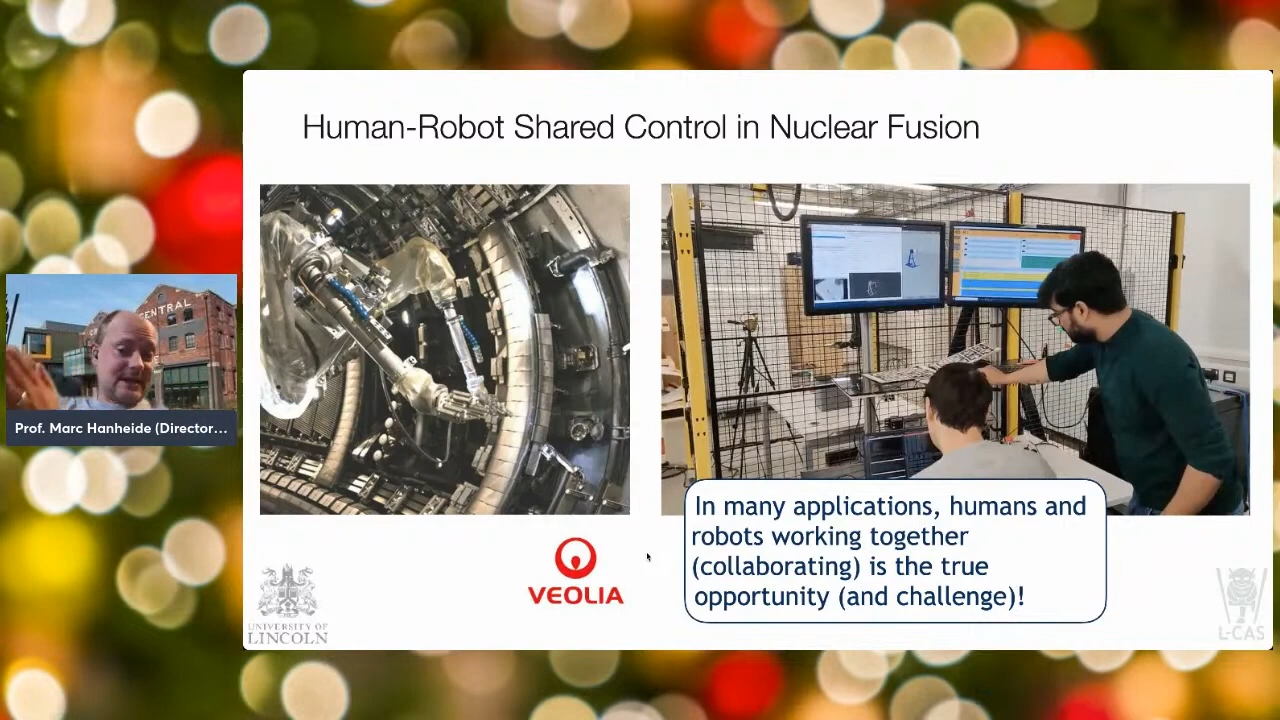 Human-Robot Shared Control in Nuclear Fusion
CENTRAL
Prof. Marc Hanheide (Director...
In many applications, humans and
robots working together
(collaborating) is the true
opportunity (and challenge)!
VEOLIA
UNIVERSITY OF
LINCOLN
L-CAS